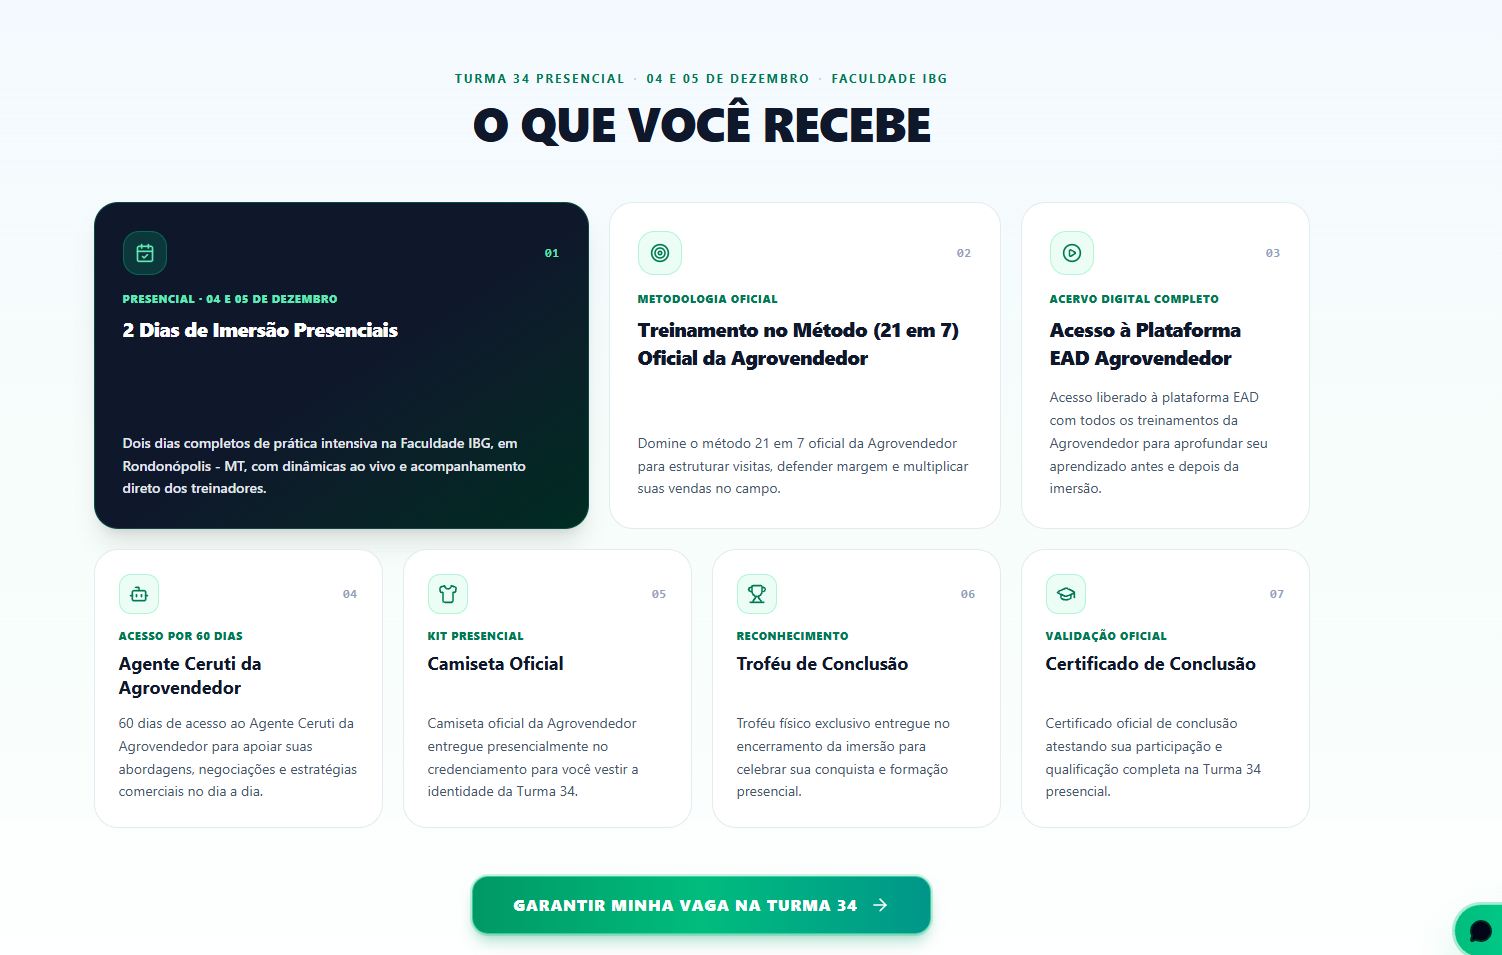 TURMA 34 PRESENCIAL · 04 E 05 DE DEZEMBRO · FACULDADE IBG
O QUE VOCÊ RECEBE
01
PRESENCIAL · 04 E 05 DE DEZEMBRO
2 Dias de Imersão Presenciais
Dois dias completos de prática intensiva na Faculdade IBG, em
Rondonópolis - MT, com dinâmicas ao vivo e acompanhamento
direto dos treinadores.
02
METODOLOGIA OFICIAL
Treinamento no Método (21 em 7)
Oficial da Agrovendedor
Domine o método 21 em 7 oficial da Agrovendedor
para estruturar visitas, defender margem e multiplicar
suas vendas no campo.
03
ACERVO DIGITAL COMPLETO
Acesso à Plataforma
EAD Agrovendedor
Acesso liberado à plataforma EAD
com todos os treinamentos da
Agrovendedor para aprofundar seu
aprendizado antes e depois da
imersão.
04
ACESSO POR 60 DIAS
Agente Ceruti da
Agrovendedor
60 dias de acesso ao Agente Ceruti da
Agrovendedor para apoiar suas
abordagens, negociações e estratégias
comerciais no dia a dia.
05
KIT PRESENCIAL
Camiseta Oficial
Camiseta oficial da Agrovendedor
entregue presencialmente no
credenciamento para você vestir a
identidade da Turma 34.
06
RECONHECIMENTO
Troféu de Conclusão
Troféu físico exclusivo entregue no
encerramento da imersão para
celebrar sua conquista e formação
presencial.
07
VALIDAÇÃO OFICIAL
Certificado de Conclusão
Certificado oficial de conclusão
atestando sua participação e
qualificação completa na Turma 34
presencial.
GARANTIR MINHA VAGA NA TURMA 34 →